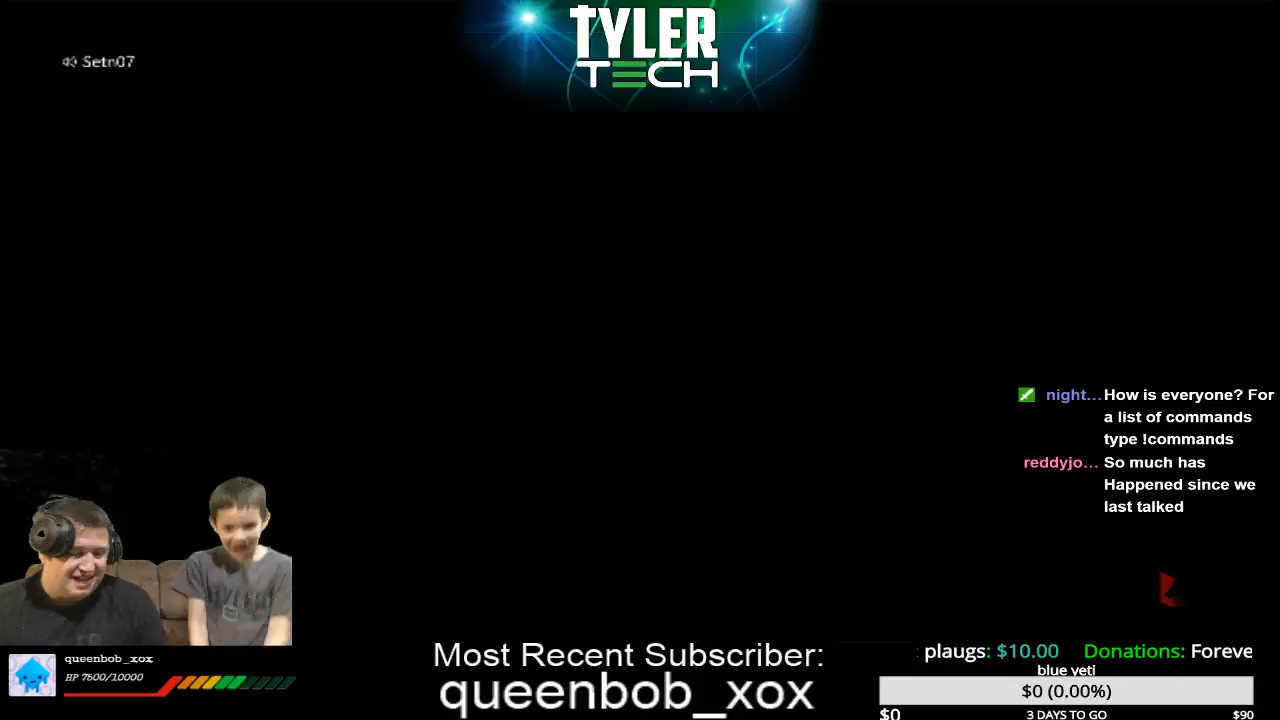 TYLER
TECH
Setn07
night... How is everyone? For
a list of commands
type !commands
reddyjo... So much has
Happened since we
last talked
queenbob_xox
HP 7500/10000
Most Recent Subscriber:
queenbob_xox
: plaugs: $10.00 Donations: Foreve
blue yeti
$0 (0.00%)
$0 3 DAYS TO GO $90